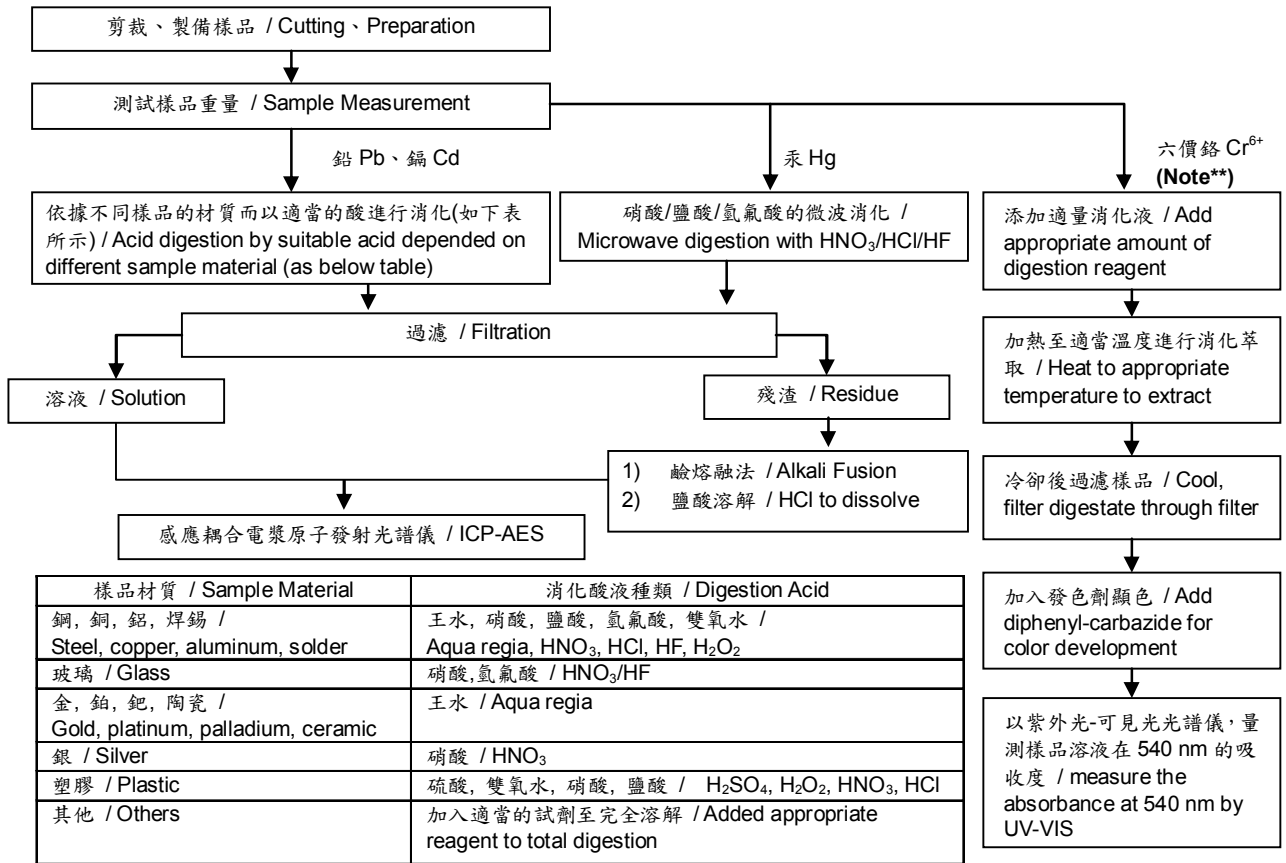 剪裁、製備樣品 / Cutting、Preparation
測試樣品重量 / Sample Measurement
鉛 Pb、鎘 Cd
汞 Hg
六價鉻 Cr6+
(Note**)
依據不同樣品的材質而以適當的酸進行消化(如下表
所示) / Acid digestion by suitable acid depended on
different sample material (as below table)
硝酸/鹽酸/氫氟酸的微波消化 /
Microwave digestion with HNO3/HCl/HF
添加適量消化液 / Add
appropriate amount of
digestion reagent
過濾 / Filtration
加熱至適當溫度進行消化萃
取 / Heat to appropriate
temperature to extract
溶液 / Solution
殘渣 / Residue
1) 鹼熔融法 / Alkali Fusion
2) 鹽酸溶解 / HCl to dissolve
冷卻後過濾樣品 / Cool,
filter digestate through filter
感應耦合電漿原子發射光譜儀 / ICP-AES
加入發色劑顯色 / Add
diphenyl-carbazide for
color development
以紫外光-可見光光譜儀,量
測樣品溶液在 540 nm 的吸
收度 / measure the
absorbance at 540 nm by
UV-VIS
樣品材質 / Sample Material
消化酸液種類 / Digestion Acid
鋼, 銅, 鋁, 焊錫 /
Steel, copper, aluminum, solder
王水, 硝酸, 鹽酸, 氫氟酸, 雙氧水 /
Aqua regia, HNO3, HCl, HF, H2O2
玻璃 / Glass
硝酸,氫氟酸 / HNO3/HF
金, 鉑, 鈀, 陶瓷 /
Gold, platinum, palladium, ceramic
王水 / Aqua regia
銀 / Silver
硝酸 / HNO3
塑膠 / Plastic
硫酸, 雙氧水, 硝酸, 鹽酸 / H2SO4, H2O2, HNO3, HCl
其他 / Others
加入適當的試劑至完全溶解 / Added appropriate
reagent to total digestion